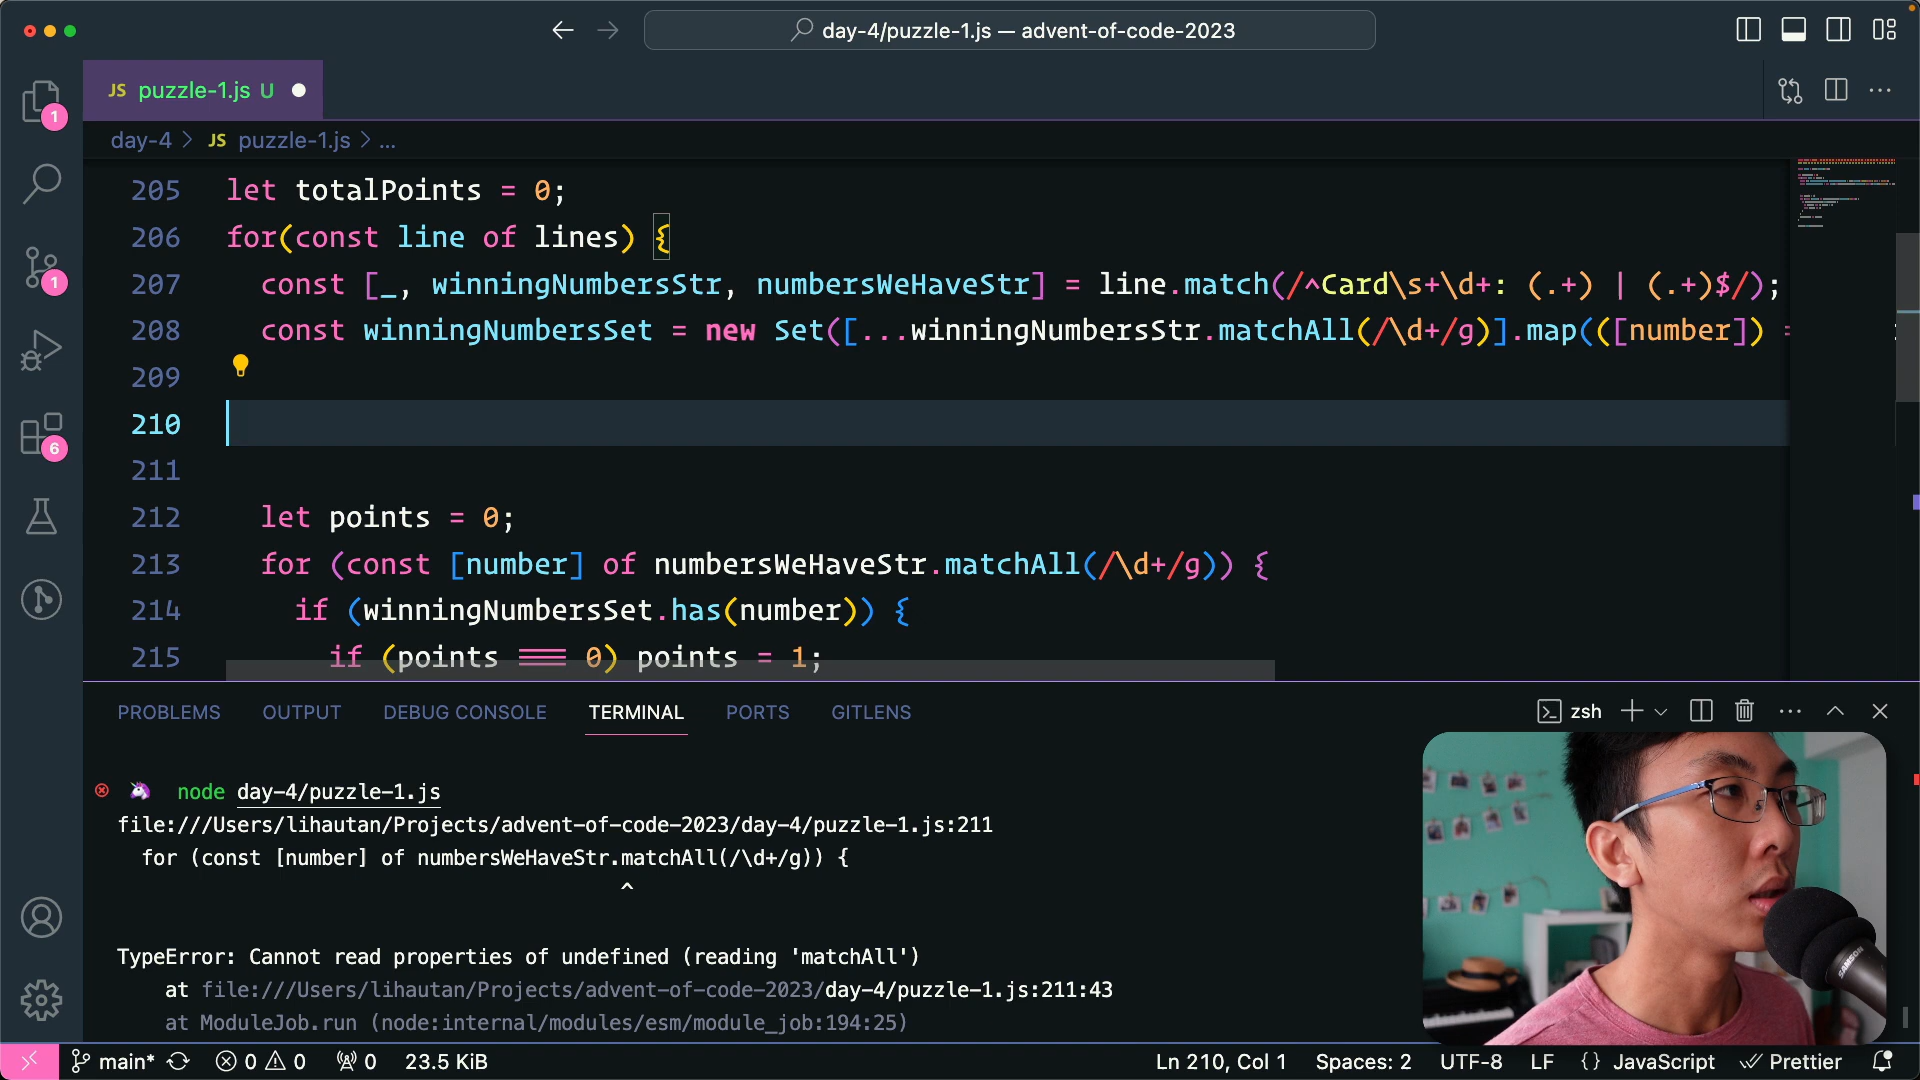 day-4/puzzle-1.js — advent-of-code-2023
JS puzzle-1.js U
day-4 > JS puzzle-1.js > ...
1
1
6
205 let totalPoints = 0;
206 for(const line of lines) {
207 const [_, winningNumbersStr, numbersWeHaveStr] = line.match(/^Card\s+\d+: (.+) | (.+)$/);
208 const winningNumbersSet = new Set([...winningNumbersStr.matchAll(/\d+/g)].map(([number]) =
209
210
211
212 let points = 0;
213 for (const [number] of numbersWeHaveStr.matchAll(/\d+/g)) {
214 if (winningNumbersSet.has(number)) {
215 if (points === 0) points = 1;
PROBLEMS OUTPUT DEBUG CONSOLE TERMINAL PORTS GITLENS zsh
node day-4/puzzle-1.js
file:///Users/lihautan/Projects/advent-of-code-2023/day-4/puzzle-1.js:211
for (const [number] of numbersWeHaveStr.matchAll(/\d+/g)) {
^
TypeError: Cannot read properties of undefined (reading 'matchAll')
at file:///Users/lihautan/Projects/advent-of-code-2023/day-4/puzzle-1.js:211:43
at ModuleJob.run (node:internal/modules/esm/module_job:194:25)
SAMSON
main* 0 0 0 23.5 KiB Ln 210, Col 1 Spaces: 2 UTF-8 LF {} JavaScript Prettier